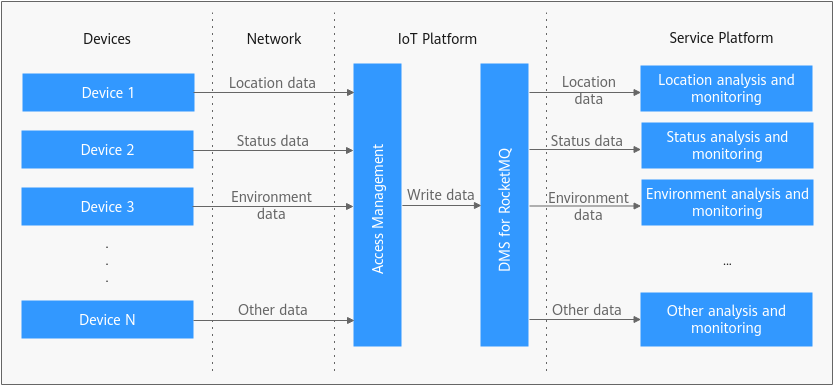 Devices
Network
IoT Platform
Service Platform
Device 1
Location data
Location
data
Location analysis and
monitoring
Device 2
Status data
Status data
Status analysis and
monitoring
Device 3
Environment
data
Access Management
Write data
DMS for RocketMQ
Environment
data
Environment analysis and
monitoring
.
.
.
...
Device N
Other data
Other data
Other analysis and
monitoring